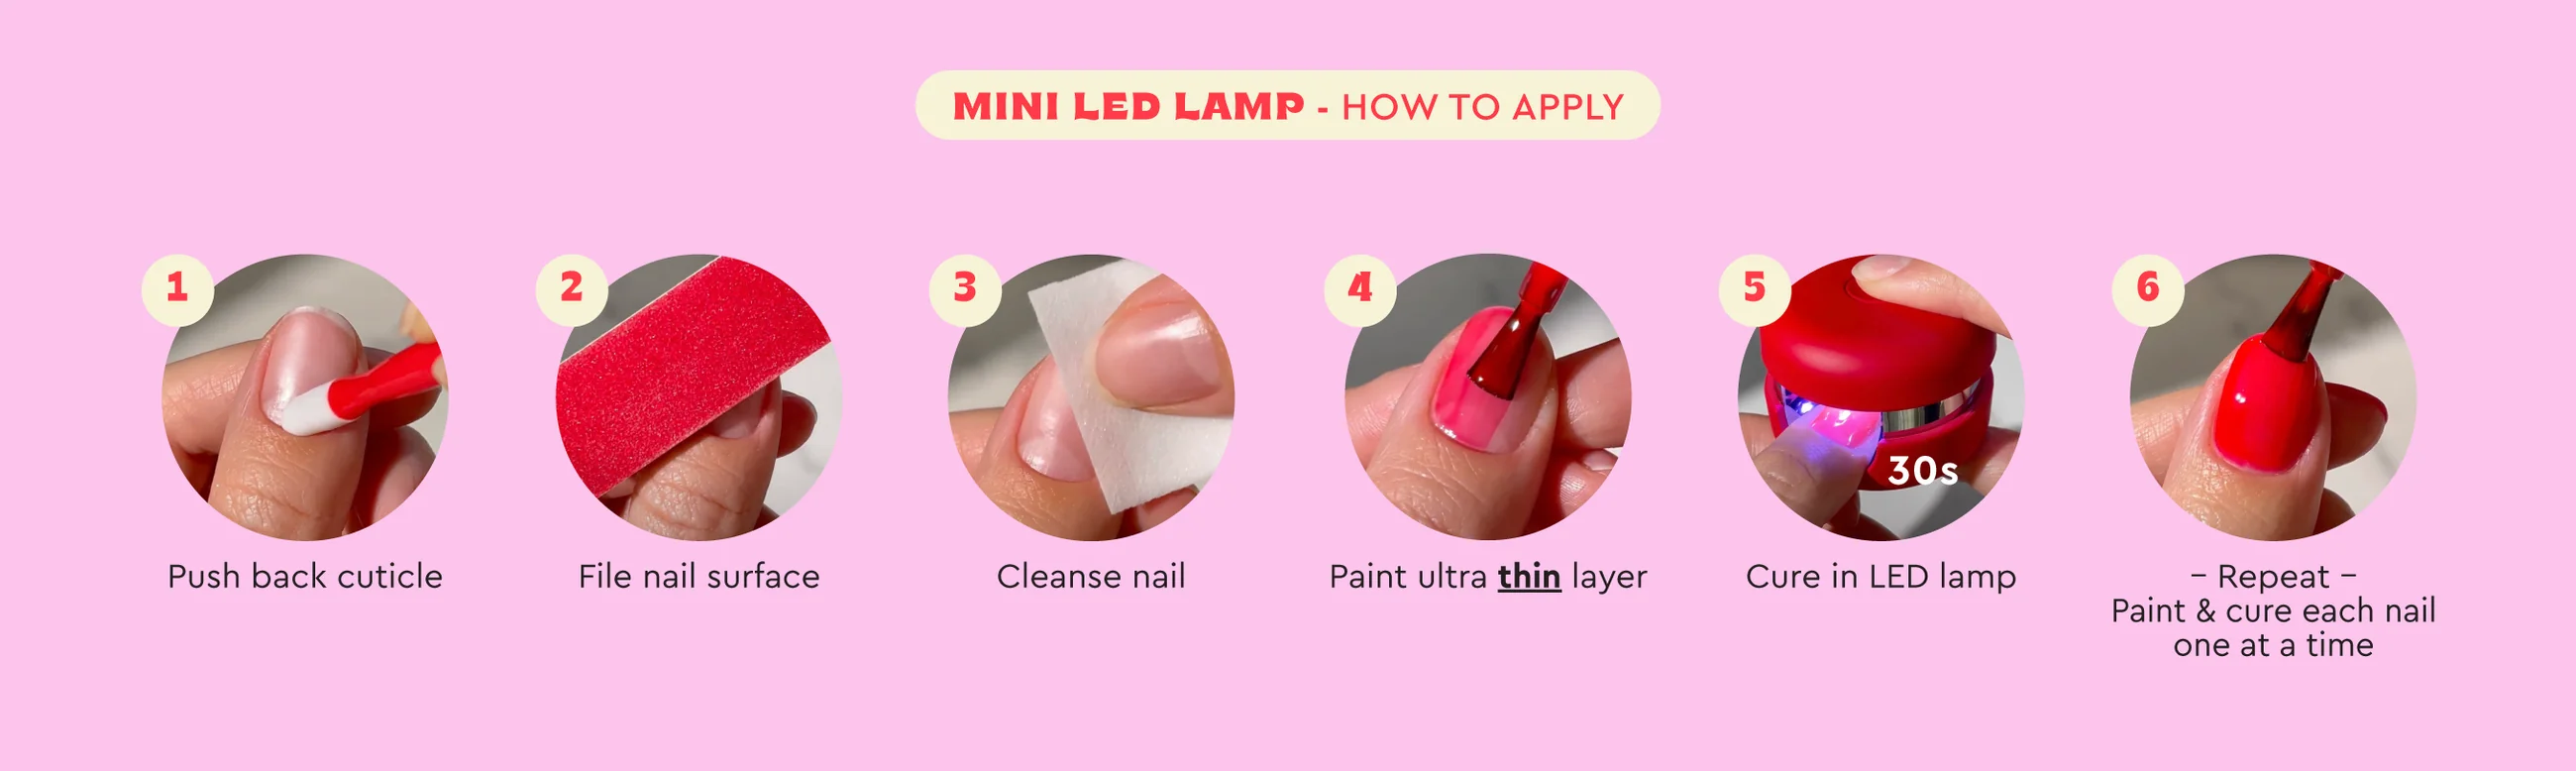 MINI LED LAMP - HOW TO APPLY
1
Push back cuticle
2
File nail surface
3
Cleanse nail
4
Paint ultra thin layer
5
30s
Cure in LED lamp
6
– Repeat –
Paint & cure each nail
one at a time